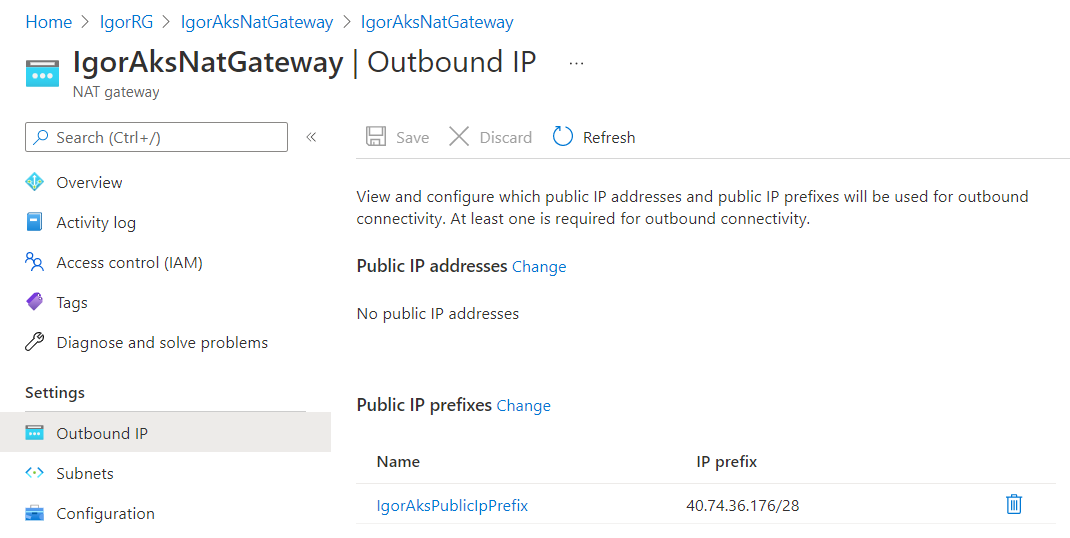 Home > IgorRG > IgorAksNatGateway > IgorAksNatGateway
IgorAksNatGateway | Outbound IP ...
NAT gateway
Search (Ctrl+/) «
Save Discard Refresh
Overview
Activity log
Access control (IAM)
Tags
Diagnose and solve problems
Settings
Outbound IP
Subnets
Configuration
View and configure which public IP addresses and public IP prefixes will be used for outbound
connectivity. At least one is required for outbound connectivity.
Public IP addresses Change
No public IP addresses
Public IP prefixes Change
Name IP prefix
IgorAksPublicIpPrefix 40.74.36.176/28